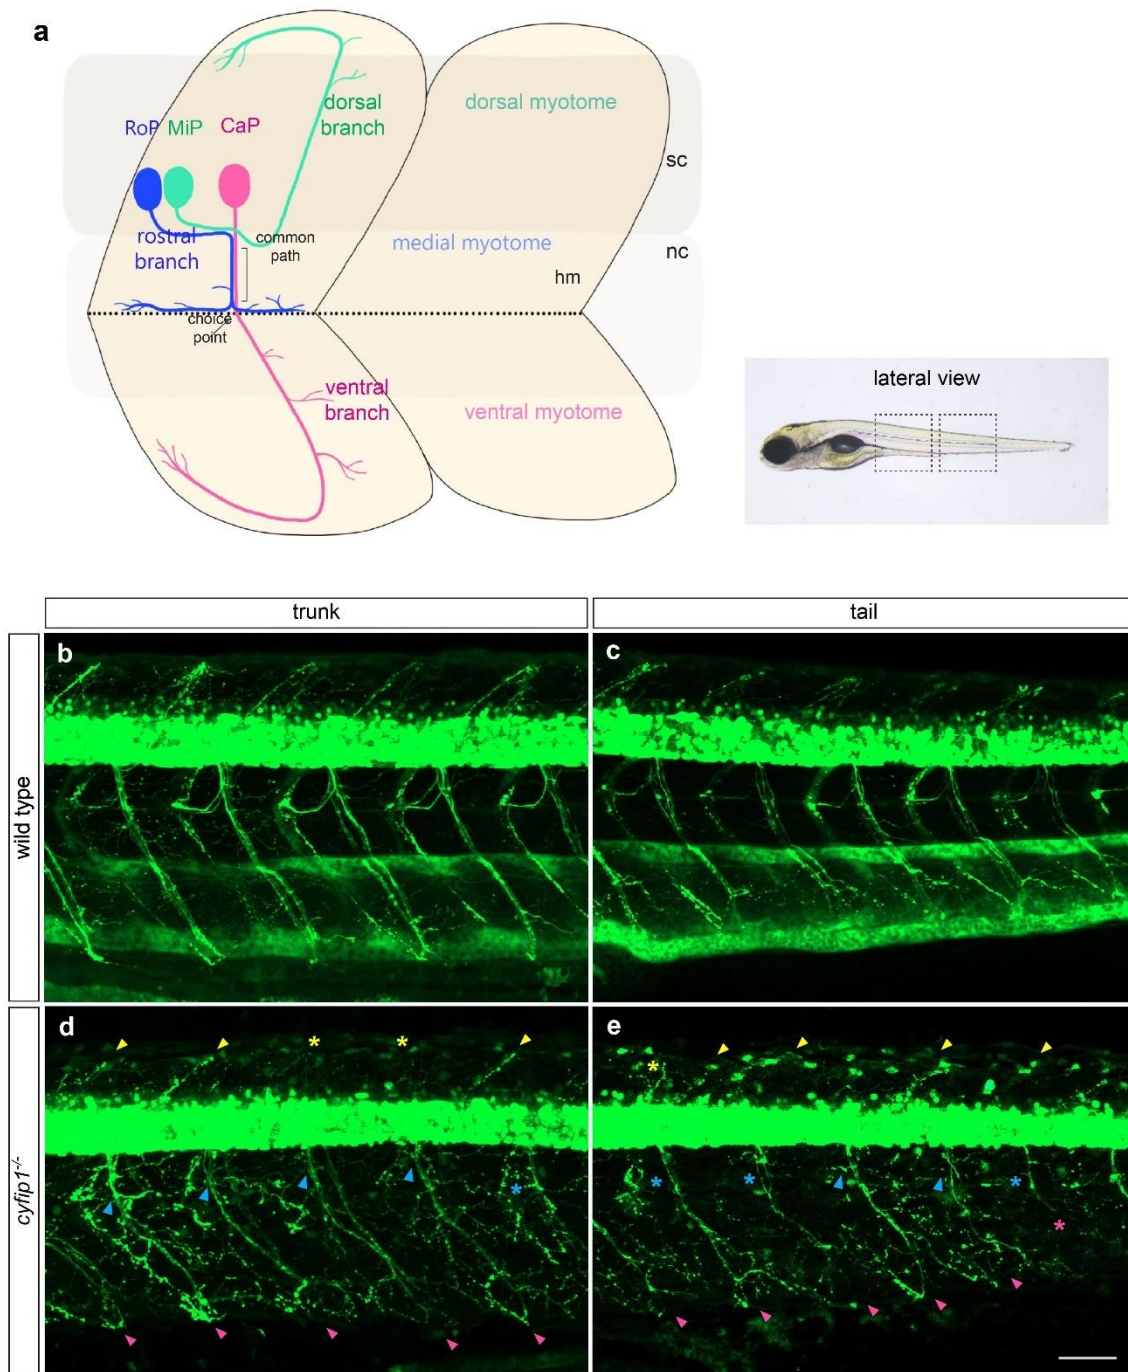 a
dorsal
branch
dorsal myotome
RoP MiP CaP
sc
rostral
branch
common
path
medial myotome
nc
hm
choice
point
ventral
branch
ventral myotome
lateral view
trunk
tail
wild type
b
c
cyfip1-/-
d
*
*
*
e
*
*
*
*
*